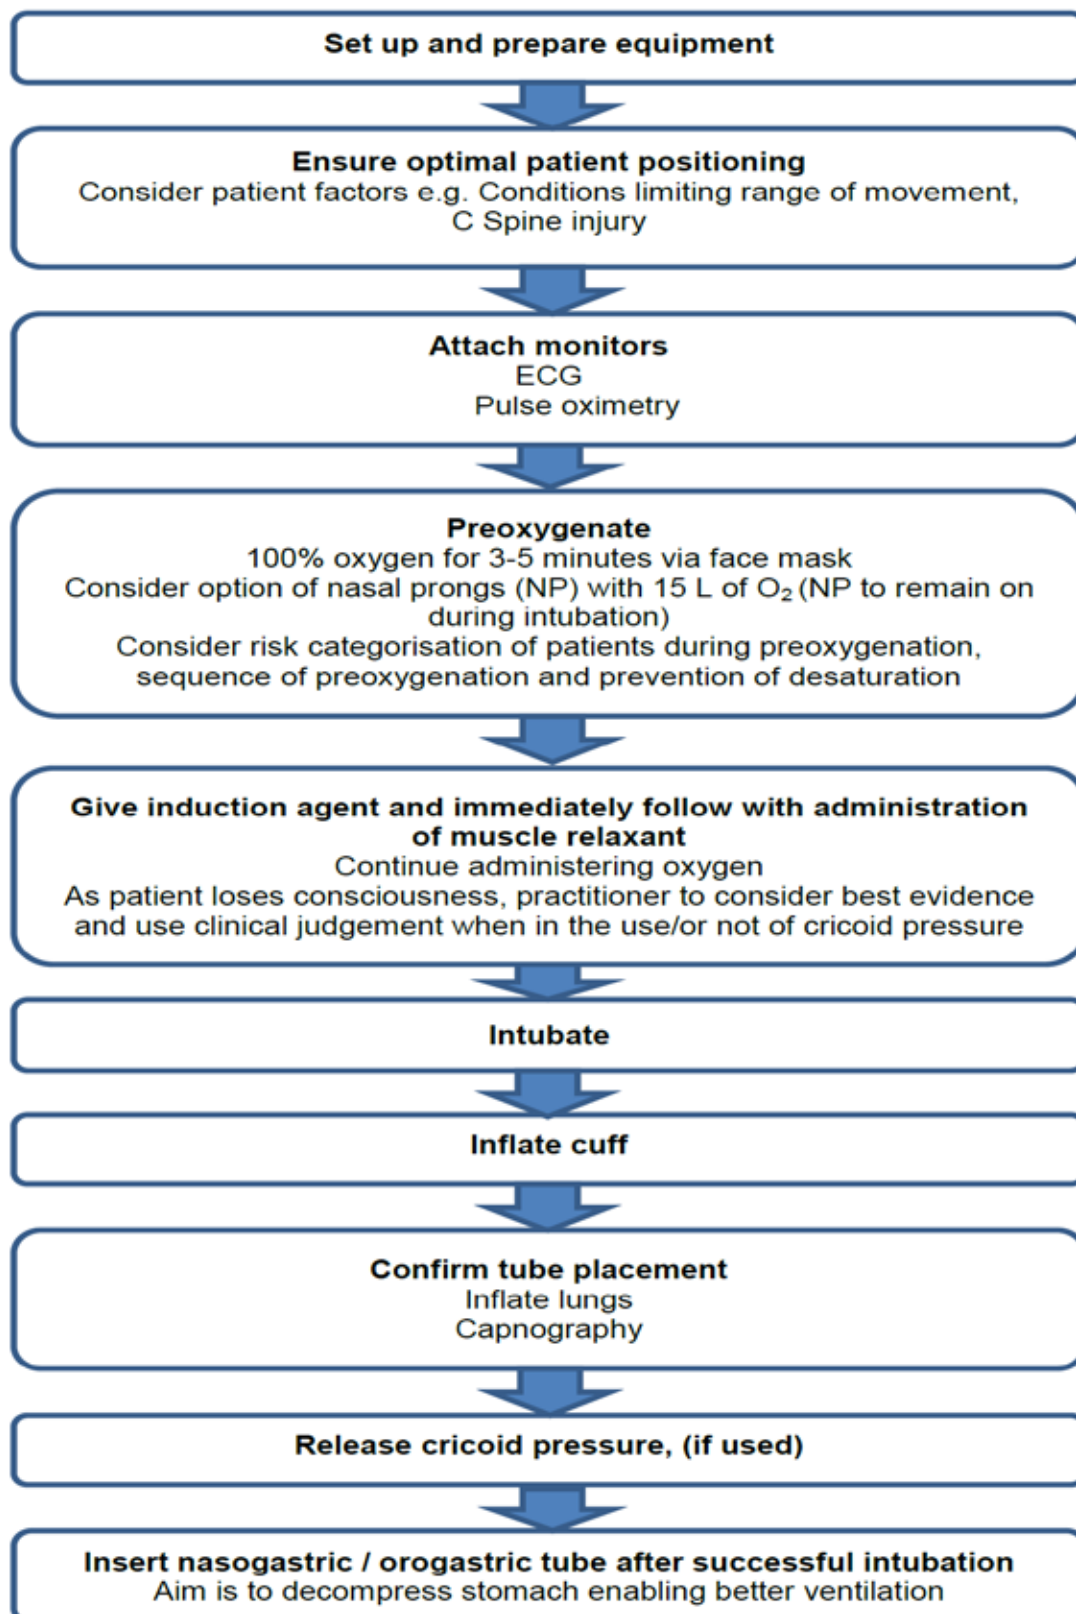 Set up and prepare equipment
Ensure optimal patient positioning
Consider patient factors e.g. Conditions limiting range of movement,
C Spine injury
Attach monitors
ECG
Pulse oximetry
Preoxygenate
100% oxygen for 3-5 minutes via face mask
Consider option of nasal prongs (NP) with 15 L of O₂ (NP to remain on
during intubation)
Consider risk categorisation of patients during preoxygenation,
sequence of preoxygenation and prevention of desaturation
Give induction agent and immediately follow with administration
of muscle relaxant
Continue administering oxygen
As patient loses consciousness, practitioner to consider best evidence
and use clinical judgement when in the use/or not of cricoid pressure
Intubate
Inflate cuff
Confirm tube placement
Inflate lungs
Capnography
Release cricoid pressure, (if used)
Insert nasogastric / orogastric tube after successful intubation
Aim is to decompress stomach enabling better ventilation